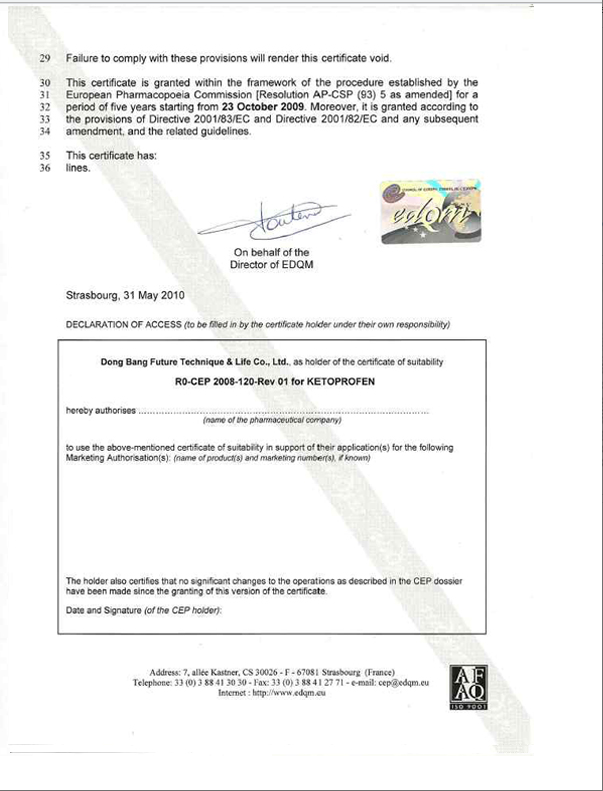 29 Failure to comply with these provisions will render this certificate void.
30 This certificate is granted within the framework of the procedure established by the
31 European Pharmacopoeia Commission [Resolution AP-CSP (93) 5 as amended] for a
32 period of five years starting from 23 October 2009. Moreover, it is granted according to
33 the provisions of Directive 2001/83/EC and Directive 2001/82/EC and any subsequent
34 amendment, and the related guidelines.
35 This certificate has:
36 lines.
edqm
On behalf of the
Director of EDQM
Strasbourg, 31 May 2010
DECLARATION OF ACCESS (to be filled in by the certificate holder under their own responsibility)
Dong Bang Future Technique & Life Co., Ltd., as holder of the certificate of suitability
R0-CEP 2008-120-Rev 01 for KETOPROFEN
hereby authorises ....................................................................................................
(name of the pharmaceutical company)
to use the above-mentioned certificate of suitability in support of their application(s) for the following
Marketing Authorisation(s): (name of product(s) and marketing number(s), if known)
The holder also certifies that no significant changes to the operations as described in the CEP dossier
have been made since the granting of this version of the certificate.
Date and Signature (of the CEP holder):
Address: 7, allée Kastner, CS 30026 - F - 67081 Strasbourg (France)
Telephone: 33 (0) 3 88 41 30 30 - Fax: 33 (0) 3 88 41 27 71 - e-mail: cep@edqm.eu
Internet : http://www.edqm.eu
AF
AQ
ISO 9001